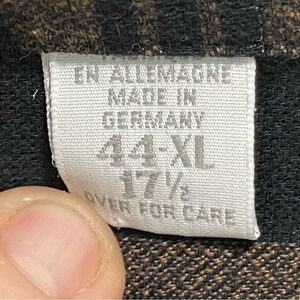 EN ALLEMAGNE
MADE IN
GERMANY
44-XL
17½
OVER FOR CARE